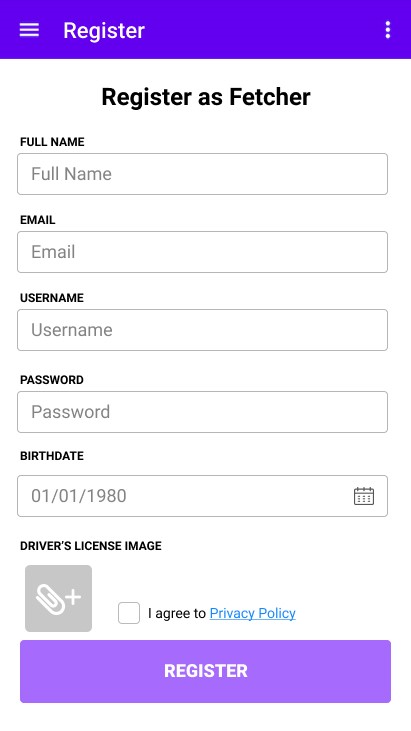 Register
Register as Fetcher
FULL NAME
Full Name
EMAIL
Email
USERNAME
Username
PASSWORD
Password
BIRTHDATE
01/01/1980
DRIVER'S LICENSE IMAGE
I agree to Privacy Policy
REGISTER